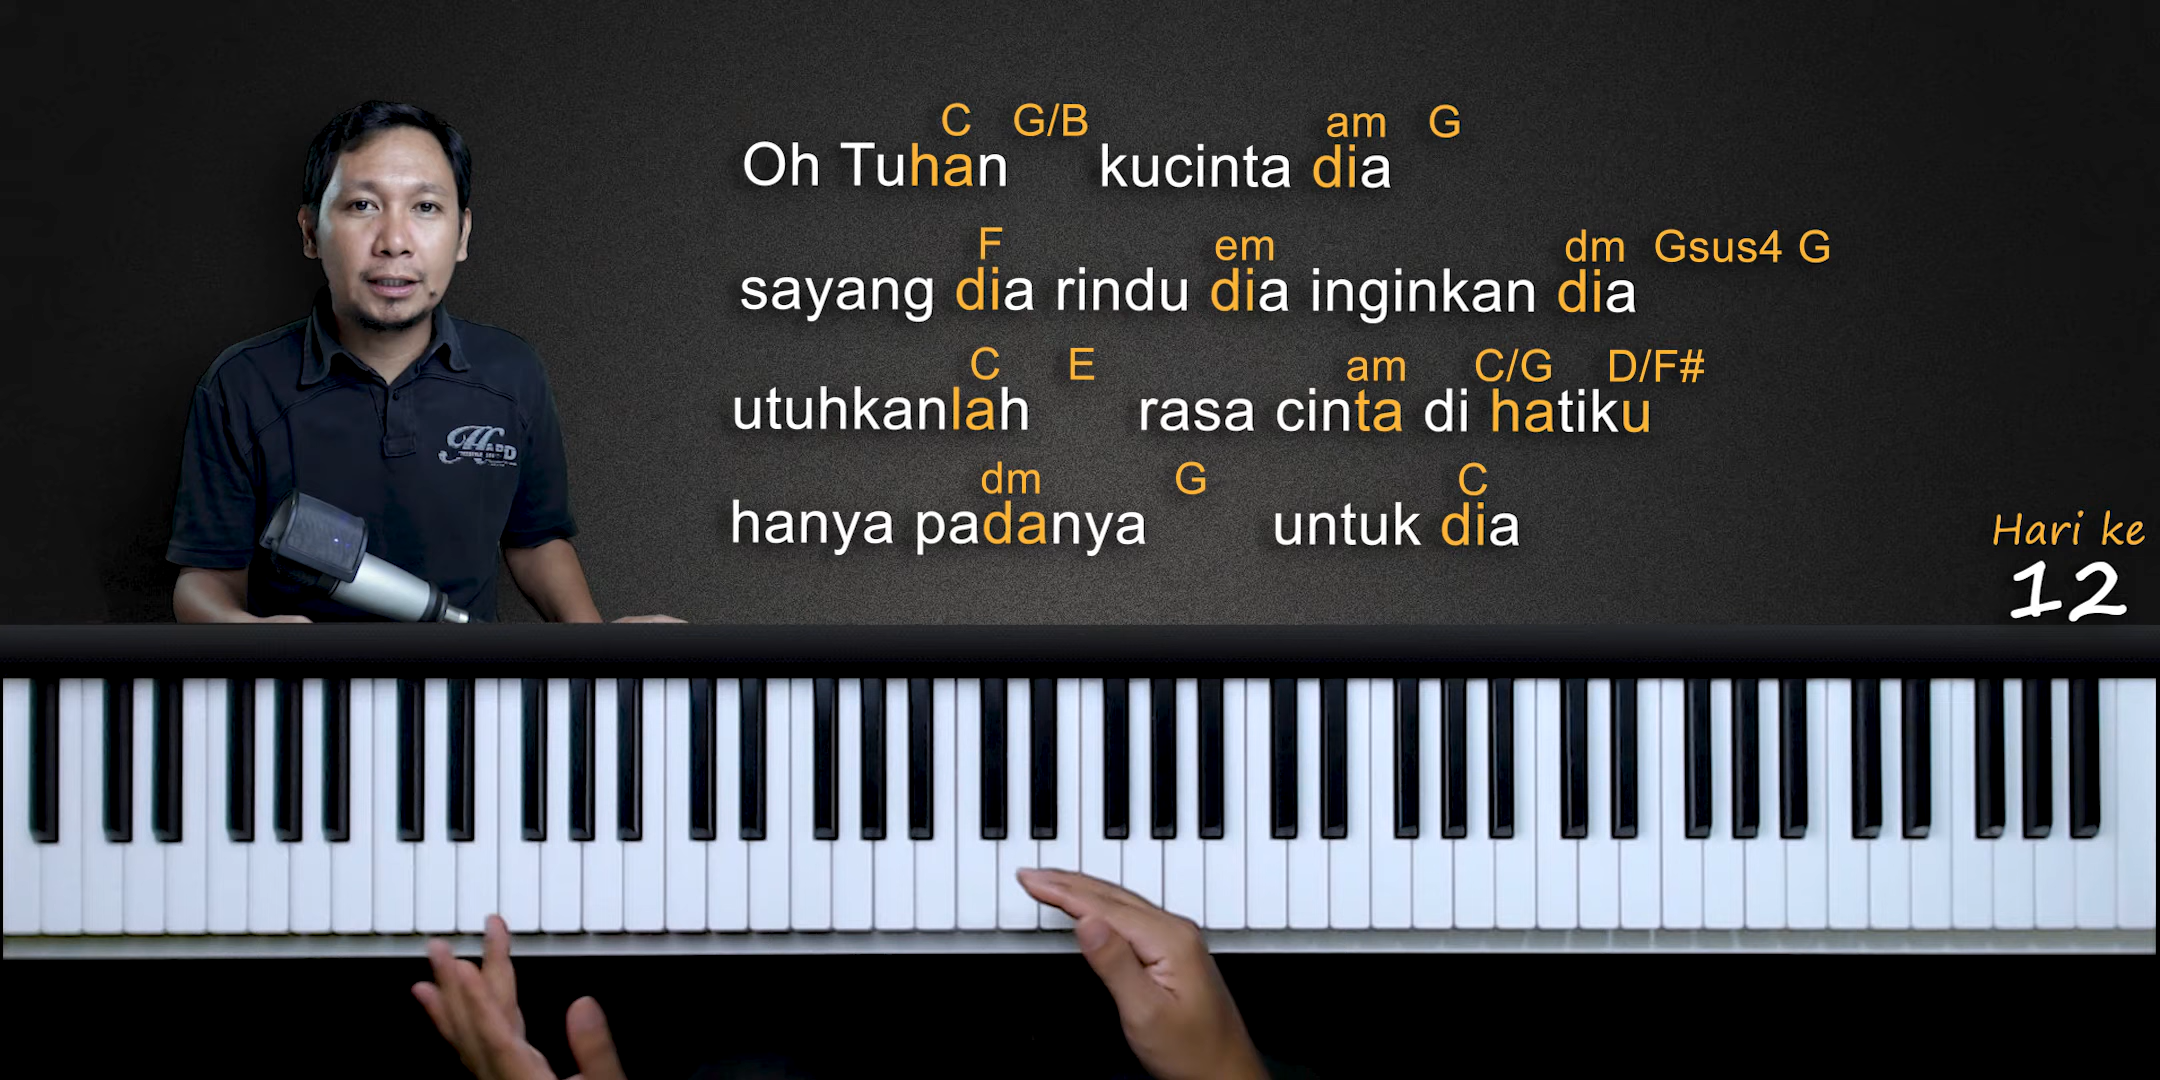 C G/B am G
Oh Tuhan kucinta dia
F em dm Gsus4 G
sayang dia rindu dia inginkan dia
C E am C/G D/F#
utuhkanlah rasa cinta di hatiku
dm G C
hanya padanya untuk dia
Hari ke
12